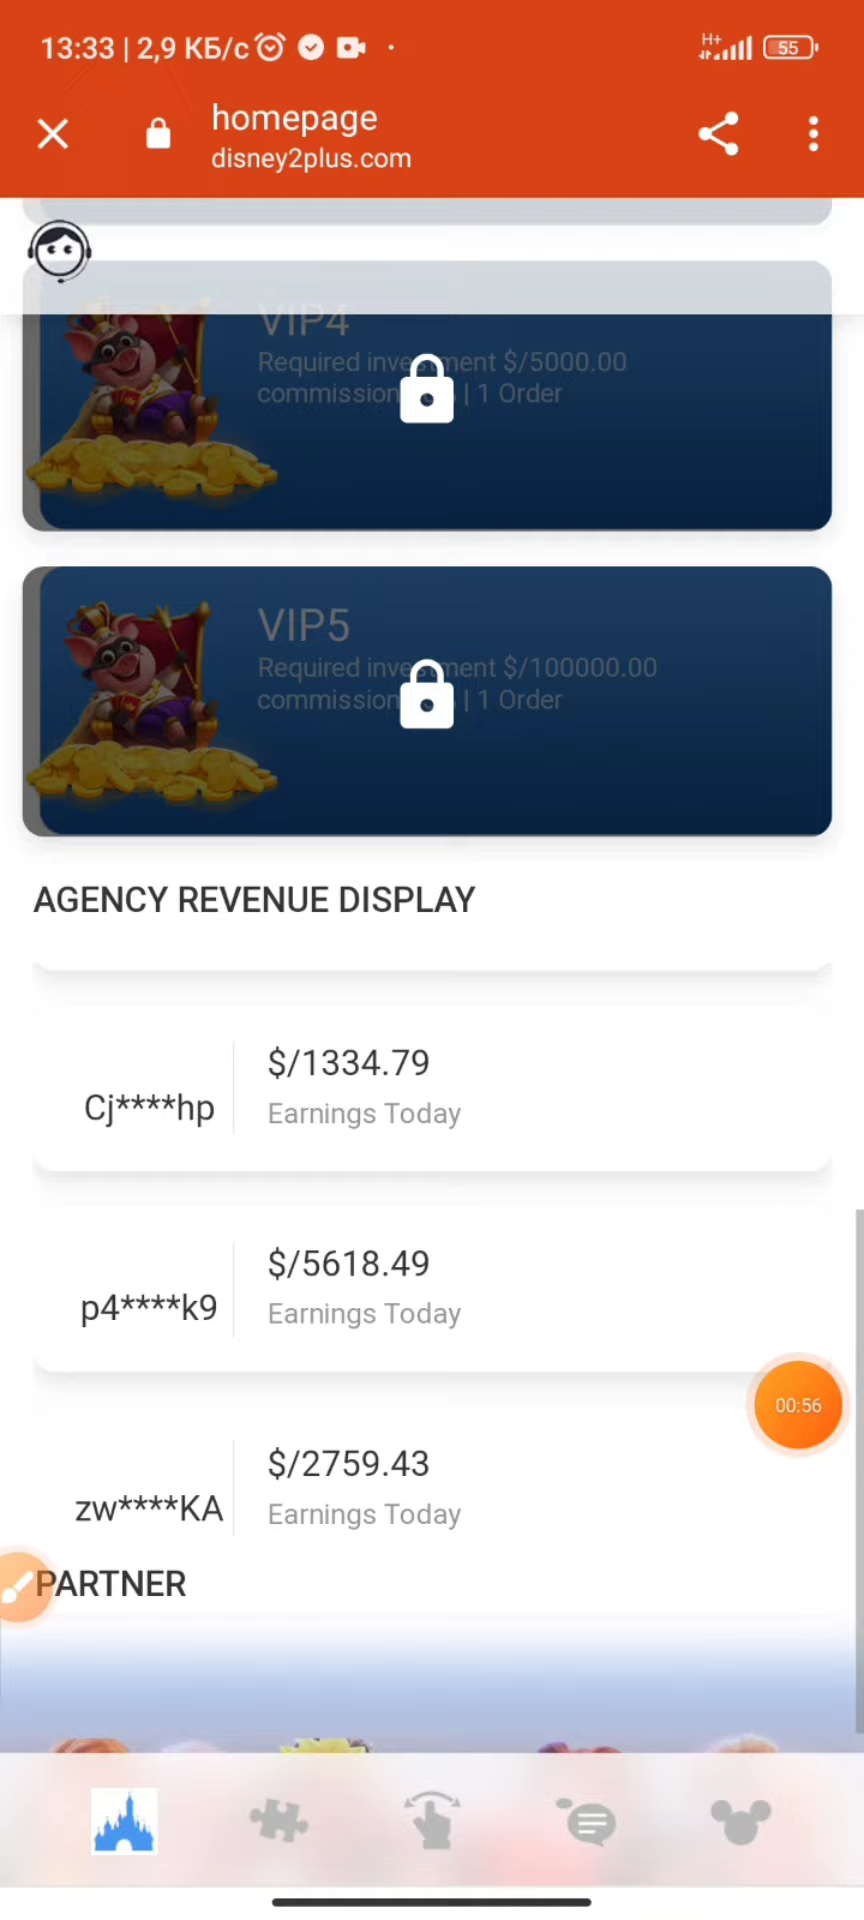 13:33 | 2,9 КБ/с
H+
55
homepage
disney2plus.com
VIP4
Required investment $/5000.00
commission | 1 Order
VIP5
Required investment $/100000.00
commission | 1 Order
AGENCY REVENUE DISPLAY
$/1334.79
Cj****hp
Earnings Today
$/5618.49
p4****k9
Earnings Today
00:56
$/2759.43
zw****KA
Earnings Today
PARTNER